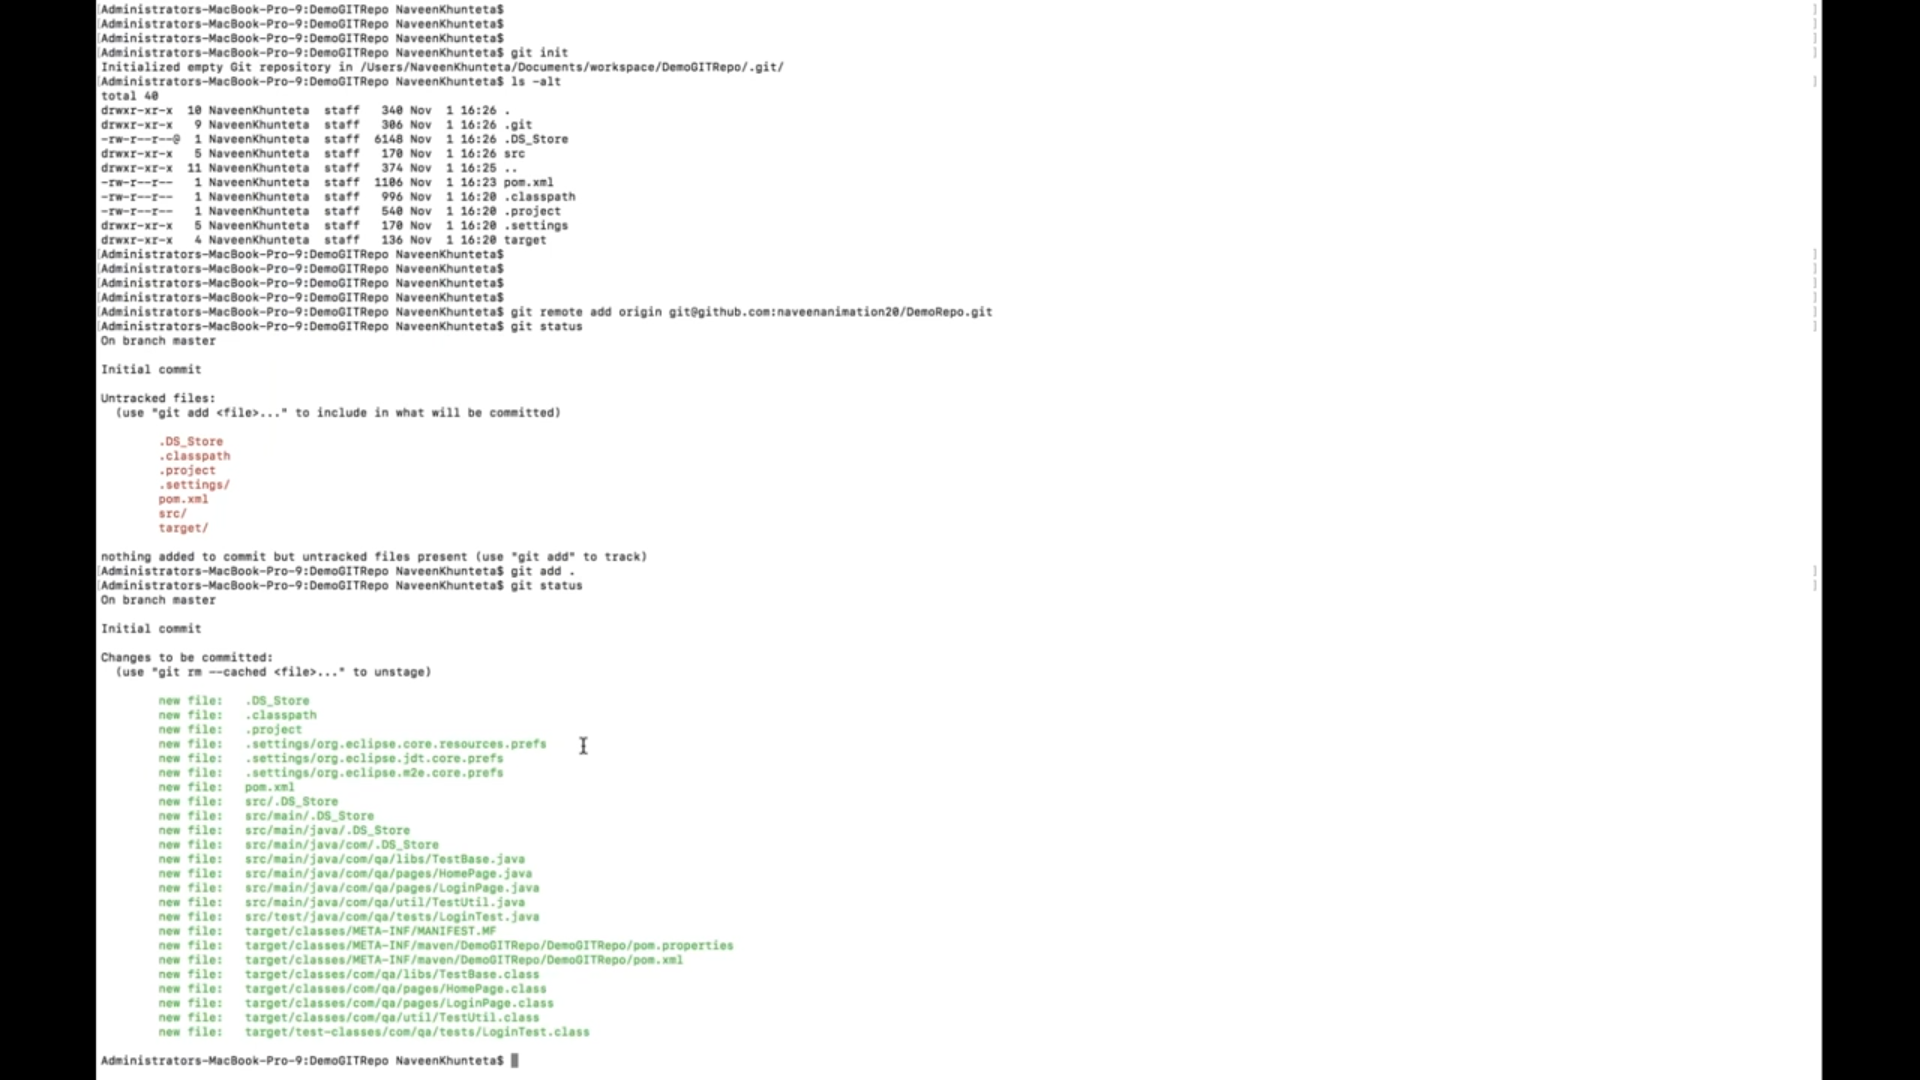 [Administrators-MacBook-Pro-9:DemoGITRepo NaveenKhunteta$ ]
[Administrators-MacBook-Pro-9:DemoGITRepo NaveenKhunteta$ ]
[Administrators-MacBook-Pro-9:DemoGITRepo NaveenKhunteta$ ]
[Administrators-MacBook-Pro-9:DemoGITRepo NaveenKhunteta$ git init ]
Initialized empty Git repository in /Users/NaveenKhunteta/Documents/workspace/DemoGITRepo/.git/
[Administrators-MacBook-Pro-9:DemoGITRepo NaveenKhunteta$ ls -alt ]
total 40
drwxr-xr-x  10 NaveenKhunteta  staff   340 Nov  1 16:26 .
drwxr-xr-x   9 NaveenKhunteta  staff   306 Nov  1 16:26 .git
-rw-r--r--@  1 NaveenKhunteta  staff  6148 Nov  1 16:26 .DS_Store
drwxr-xr-x   5 NaveenKhunteta  staff   170 Nov  1 16:26 src
drwxr-xr-x  11 NaveenKhunteta  staff   374 Nov  1 16:25 ..
-rw-r--r--   1 NaveenKhunteta  staff  1106 Nov  1 16:23 pom.xml
-rw-r--r--   1 NaveenKhunteta  staff   996 Nov  1 16:20 .classpath
-rw-r--r--   1 NaveenKhunteta  staff   540 Nov  1 16:20 .project
drwxr-xr-x   5 NaveenKhunteta  staff   170 Nov  1 16:20 .settings
drwxr-xr-x   4 NaveenKhunteta  staff   136 Nov  1 16:20 target
[Administrators-MacBook-Pro-9:DemoGITRepo NaveenKhunteta$ ]
[Administrators-MacBook-Pro-9:DemoGITRepo NaveenKhunteta$ ]
[Administrators-MacBook-Pro-9:DemoGITRepo NaveenKhunteta$ ]
[Administrators-MacBook-Pro-9:DemoGITRepo NaveenKhunteta$ ]
[Administrators-MacBook-Pro-9:DemoGITRepo NaveenKhunteta$ git remote add origin git@github.com:naveenanimation20/DemoRepo.git ]
[Administrators-MacBook-Pro-9:DemoGITRepo NaveenKhunteta$ git status ]
On branch master
Initial commit
Untracked files:
(use "git add <file>..." to include in what will be committed)
.DS_Store
.classpath
.project
.settings/
pom.xml
src/
target/
nothing added to commit but untracked files present (use "git add" to track)
[Administrators-MacBook-Pro-9:DemoGITRepo NaveenKhunteta$ git add . ]
[Administrators-MacBook-Pro-9:DemoGITRepo NaveenKhunteta$ git status ]
On branch master
Initial commit
Changes to be committed:
(use "git rm --cached <file>..." to unstage)
new file:   .DS_Store
new file:   .classpath
new file:   .project
new file:   .settings/org.eclipse.core.resources.prefs
new file:   .settings/org.eclipse.jdt.core.prefs
new file:   .settings/org.eclipse.m2e.core.prefs
new file:   pom.xml
new file:   src/.DS_Store
new file:   src/main/.DS_Store
new file:   src/main/java/.DS_Store
new file:   src/main/java/com/.DS_Store
new file:   src/main/java/com/qa/libs/TestBase.java
new file:   src/main/java/com/qa/pages/HomePage.java
new file:   src/main/java/com/qa/pages/LoginPage.java
new file:   src/main/java/com/qa/util/TestUtil.java
new file:   src/test/java/com/qa/tests/LoginTest.java
new file:   target/classes/META-INF/MANIFEST.MF
new file:   target/classes/META-INF/maven/DemoGITRepo/DemoGITRepo/pom.properties
new file:   target/classes/META-INF/maven/DemoGITRepo/DemoGITRepo/pom.xml
new file:   target/classes/com/qa/libs/TestBase.class
new file:   target/classes/com/qa/pages/HomePage.class
new file:   target/classes/com/qa/pages/LoginPage.class
new file:   target/classes/com/qa/util/TestUtil.class
new file:   target/test-classes/com/qa/tests/LoginTest.class
Administrators-MacBook-Pro-9:DemoGITRepo NaveenKhunteta$